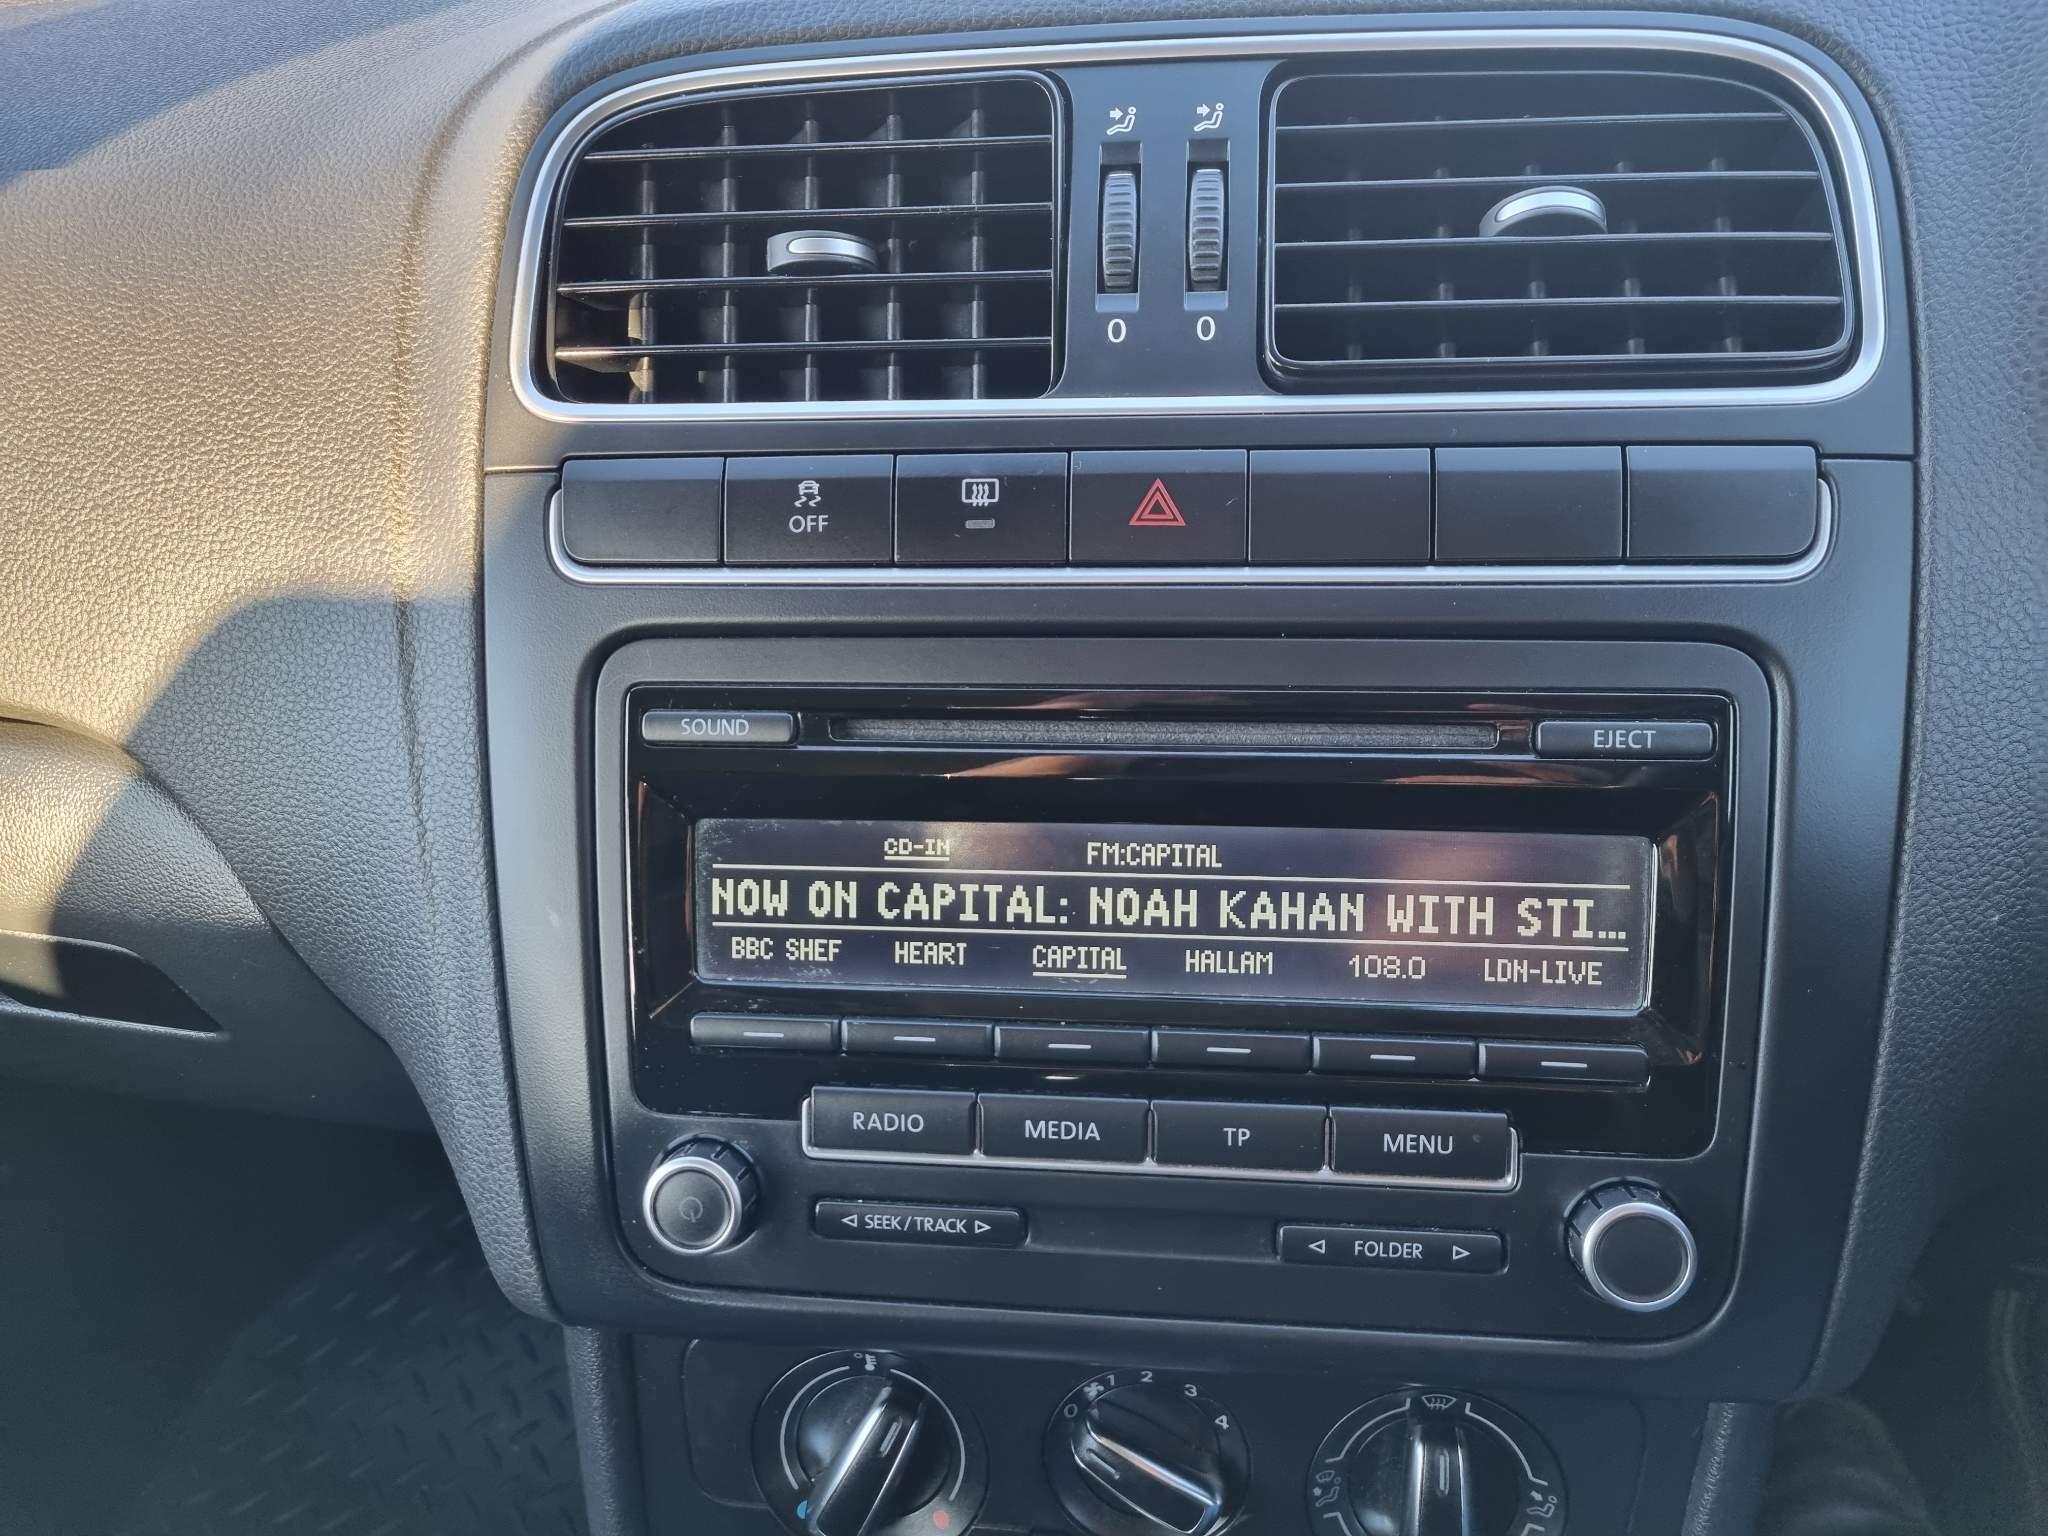 0 0
OFF
SOUND
EJECT
CD-IN FM:CAPITAL
NOW ON CAPITAL: NOAH KAHAN WITH STI...
BBC SHEF HEART CAPITAL HALLAM 108.0 LDN-LIVE
RADIO MEDIA TP MENU
SEEK/TRACK
FOLDER
0 1 2 3 4